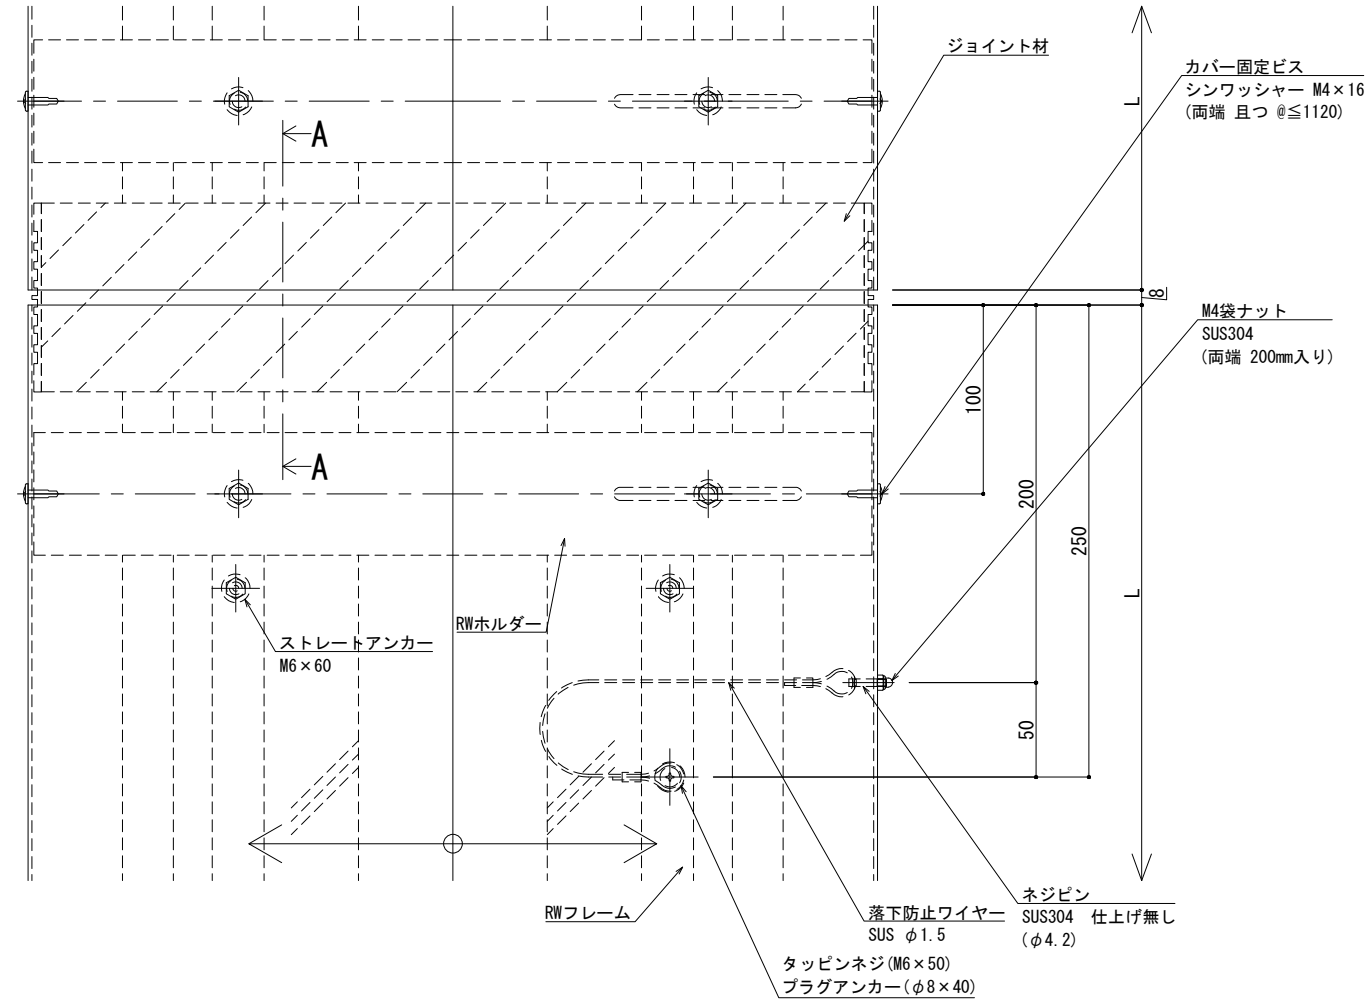 ジョイント材
カバー固定ビス
シンワッシャー M4×16
(両端 且つ @≦1120)
L
A
8
M4袋ナット
SUS304
(両端 200mm入り)
100
A
200
250
L
RWホルダー
ストレートアンカー
M6×60
50
RWフレーム
落下防止ワイヤー
SUS φ1.5
ネジピン
SUS304 仕上げ無し
(φ4.2)
タッピンネジ(M6×50)
プラグアンカー(φ8×40)